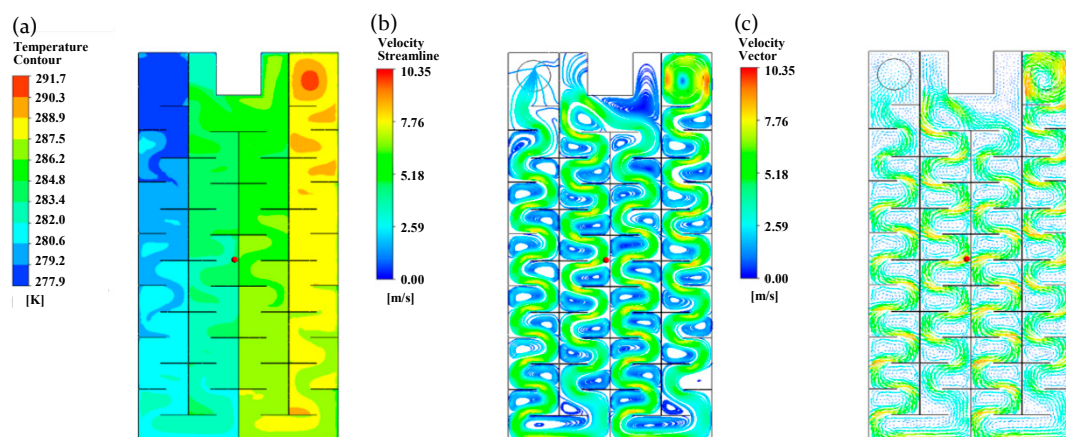 (a)
Temperature
Contour
291.7
290.3
288.9
287.5
286.2
284.8
283.4
282.0
280.6
279.2
277.9
[K]
(b)
Velocity
Streamline
10.35
7.76
5.18
2.59
0.00
[m/s]
(c)
Velocity
Vector
10.35
7.76
5.18
2.59
0.00
[m/s]